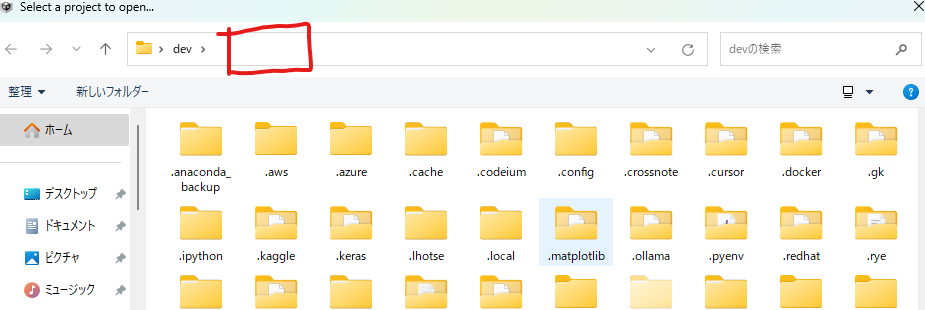 Select a project to open...
dev
devの検索
整理
新しいフォルダー
ホーム
.anaconda_
backup
.aws
.azure
.cache
.codeium
.config
.crossnote
.cursor
.docker
.gk
デスクトップ
ドキュメント
.ipython
.kaggle
.keras
.lhotse
.local
.matplotlib
.ollama
.pyenv
.redhat
.rye
ピクチャ
ミュージック